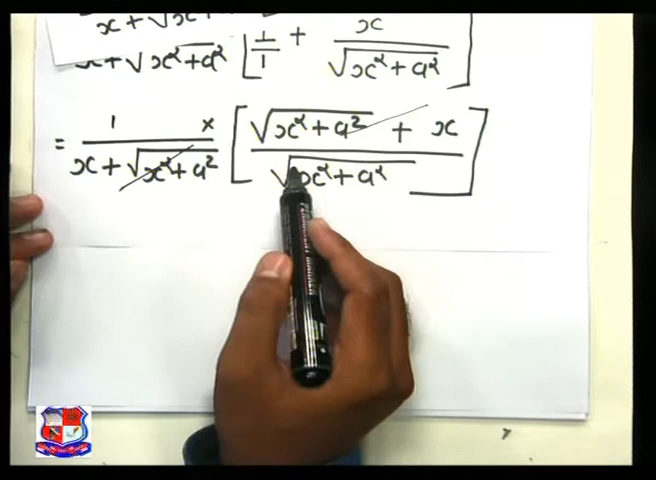 x + √x
x + √x² + a² [ 1/1 + x/√x² + a² ]
= 1/(x + √x² + a²) × [ (√x² + a² + x)/√x² + a² ]